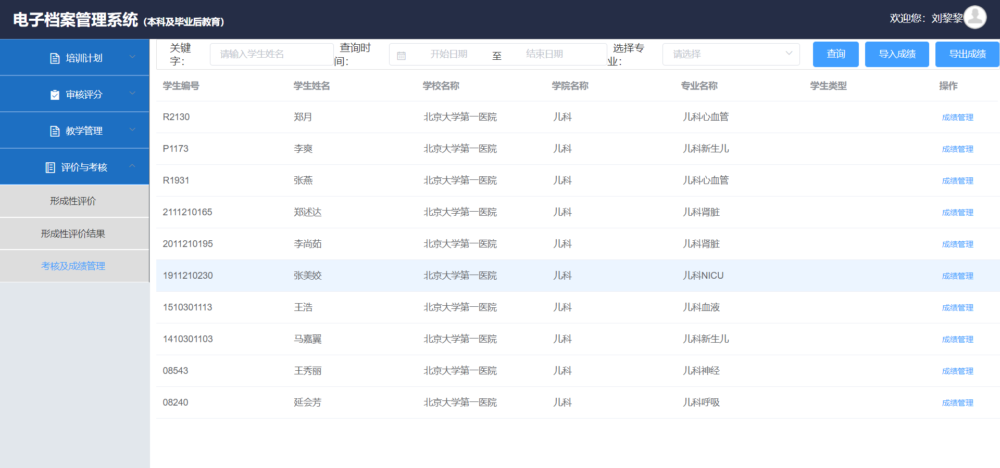 电子档案管理系统（本科及毕业后教育）
欢迎您：刘黎黎
培训计划
审核评分
教学管理
评价与考核
形成性评价
形成性评价结果
考核及成绩管理
关键字： 请输入学生姓名 查询时间： 开始日期 至 结束日期 选择专业： 请选择 查询 导入成绩 导出成绩
学生编号 学生姓名 学校名称 学院名称 专业名称 学生类型 操作
R2130 郑月 北京大学第一医院 儿科 儿科心血管 成绩管理
P1173 李爽 北京大学第一医院 儿科 儿科新生儿 成绩管理
R1931 张燕 北京大学第一医院 儿科 儿科心血管 成绩管理
2111210165 郑述达 北京大学第一医院 儿科 儿科肾脏 成绩管理
2011210195 李尚茹 北京大学第一医院 儿科 儿科肾脏 成绩管理
1911210230 张美姣 北京大学第一医院 儿科 儿科NICU 成绩管理
1510301113 王浩 北京大学第一医院 儿科 儿科血液 成绩管理
1410301103 马嘉翼 北京大学第一医院 儿科 儿科新生儿 成绩管理
08543 王秀丽 北京大学第一医院 儿科 儿科神经 成绩管理
08240 延会芳 北京大学第一医院 儿科 儿科呼吸 成绩管理